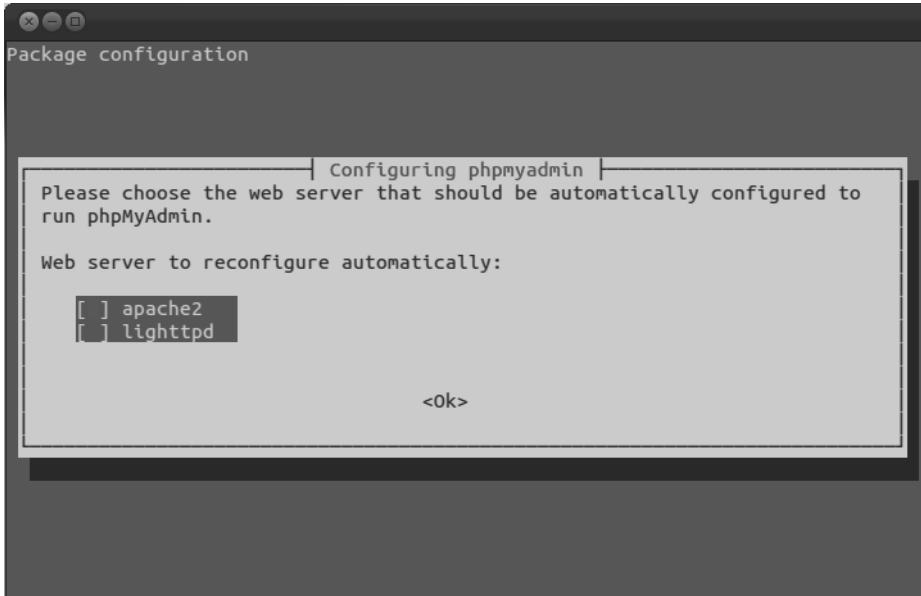 Package configuration
Configuring phpmyadmin
Please choose the web server that should be automatically configured to
run phpMyAdmin.
Web server to reconfigure automatically:
[ ] apache2
[ ] lighttpd
<Ok>